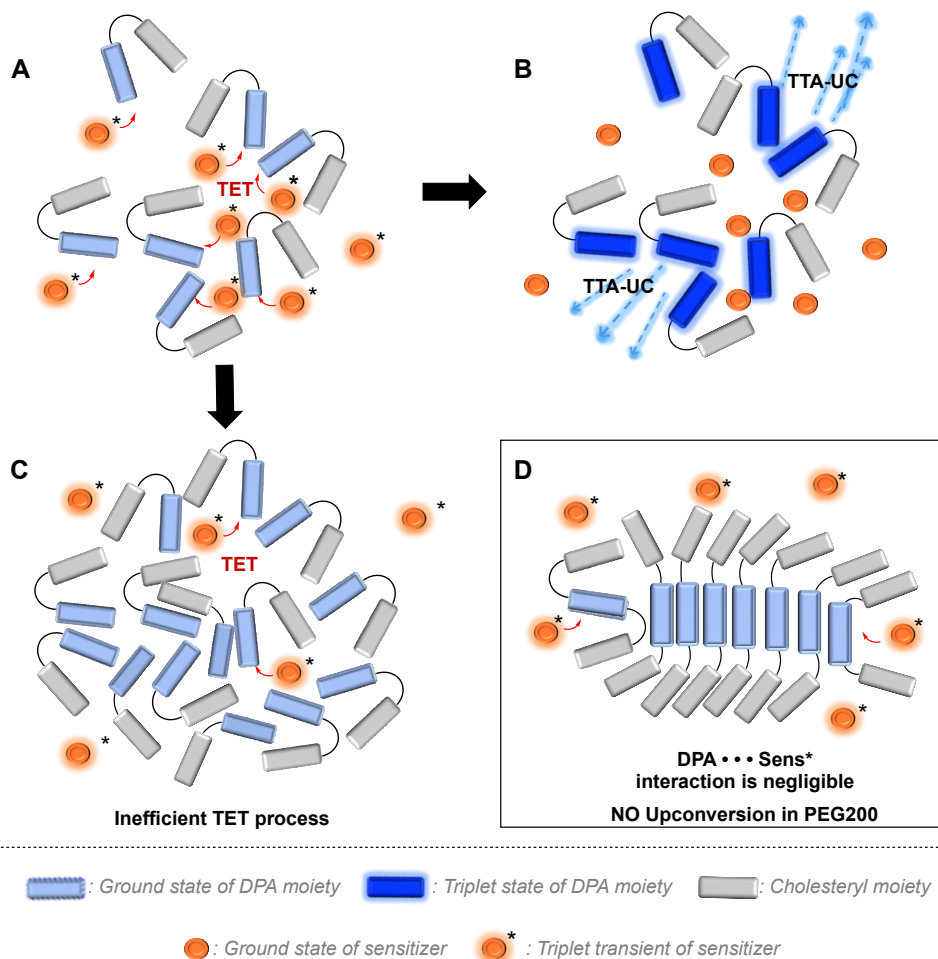 A
*
*
TET
*
*
*
*
*
*
B
TTA-UC
TTA-UC
C
*
*
*
TET
*
*
Inefficient TET process
D
*
*
*
*
*
*
DPA • • • Sens*
interaction is negligible
NO Upconversion in PEG200
: Ground state of DPA moiety
: Triplet state of DPA moiety
: Cholesteryl moiety
: Ground state of sensitizer
*
: Triplet transient of sensitizer